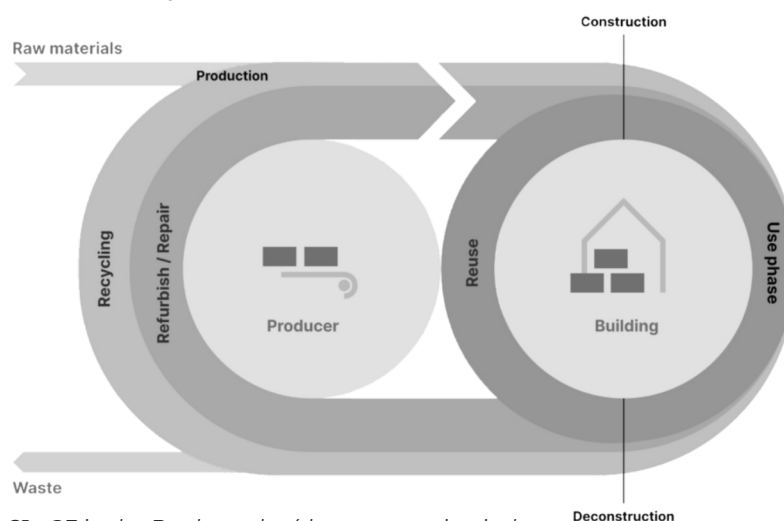 Construction
Raw materials
Production
Recycling
Refurbish / Repair
Reuse
Use phase
Producer
Building
Waste
Deconstruction